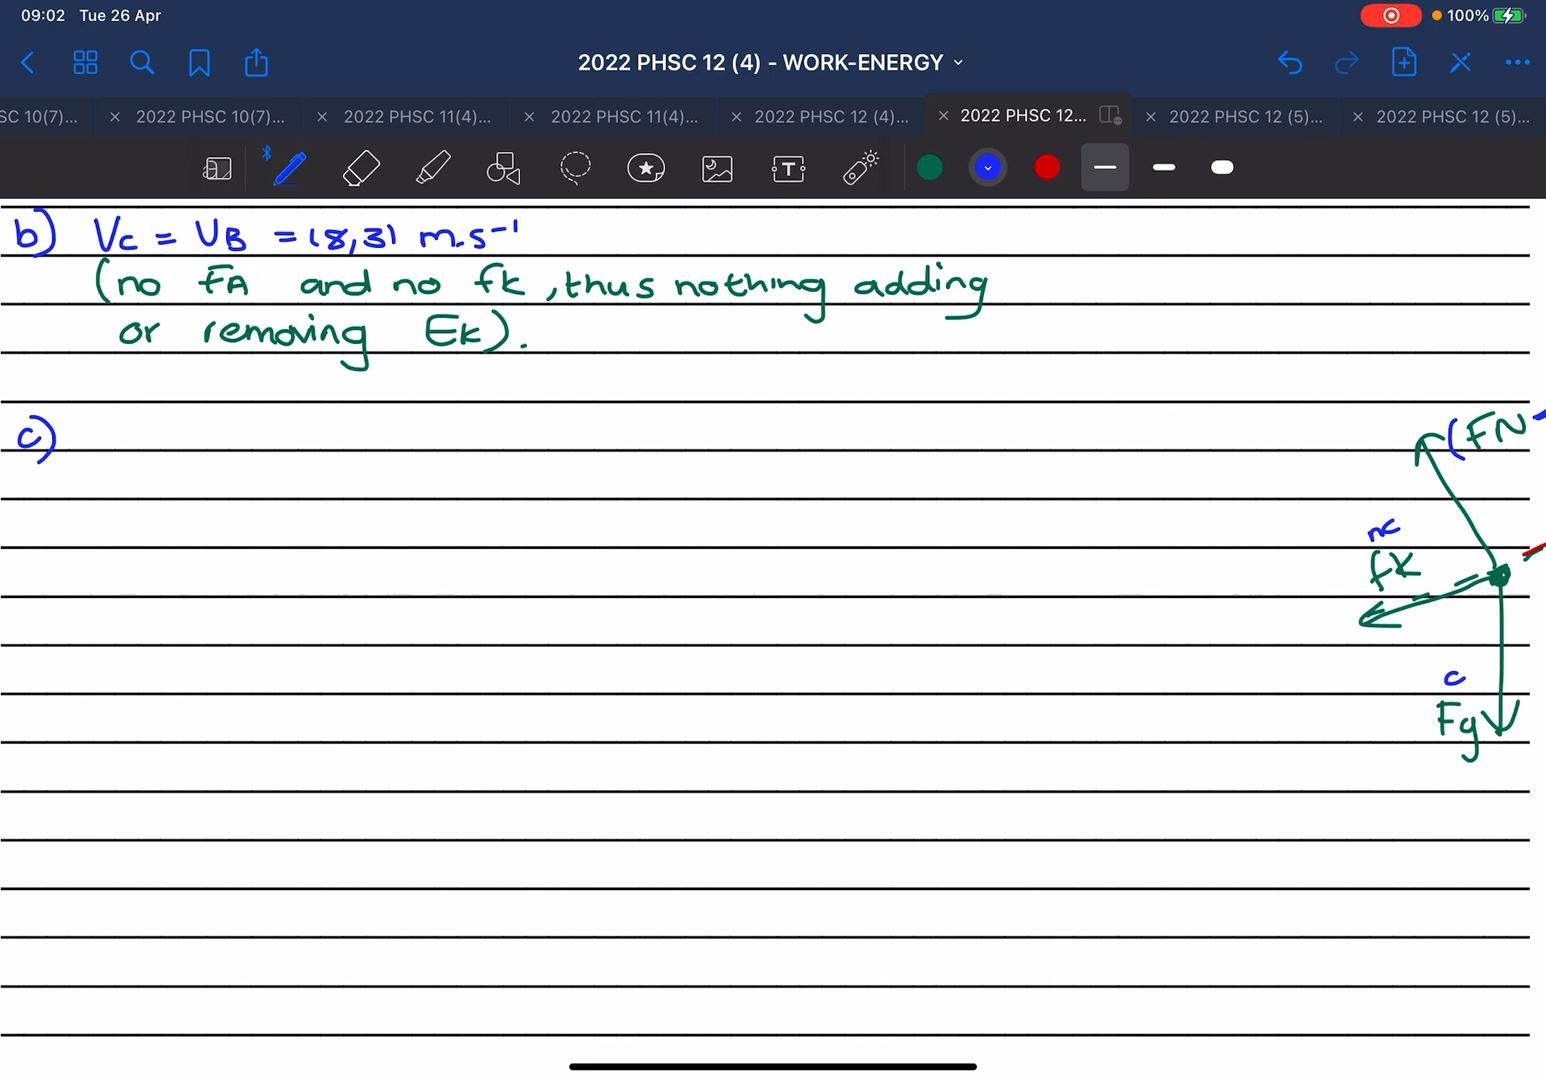 09:02 Tue 26 Apr
100%
2022 PHSC 12 (4) - WORK-ENERGY
SC 10(7)... 2022 PHSC 10(7)... 2022 PHSC 11(4)... 2022 PHSC 11(4)... 2022 PHSC 12 (4)... 2022 PHSC 12... 2022 PHSC 12 (5)... 2022 PHSC 12 (5)...
T
b) Vc = VB = 18,31 m.s⁻¹
(no FA and no fk, thus nothing adding
or removing Ek).
c)
(FN
nc
fk
c
Fg